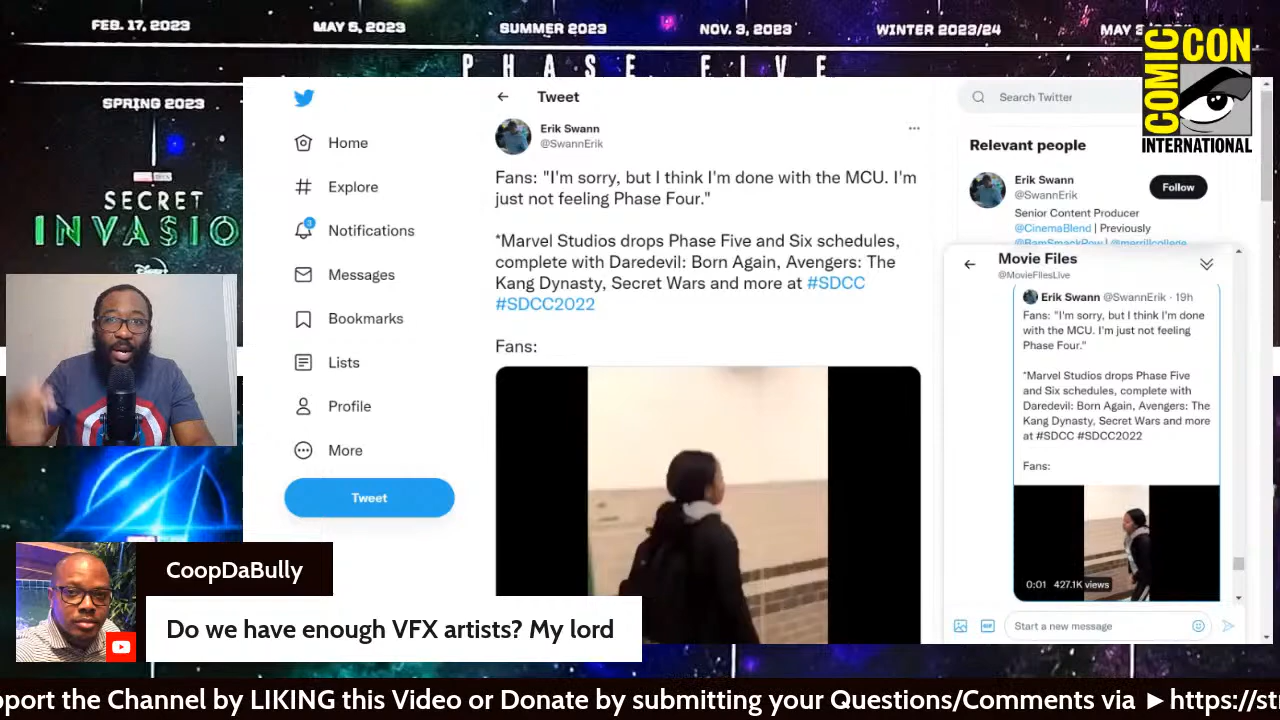 FEB. 17, 2023
MAY 5, 2023
SUMMER 2023
NOV. 3, 2023
WINTER 2023/24
MAY
PHASE FIVE
SPRING 2023
SECRET
INVASIO
Disney
COMIC CON
INTERNATIONAL
Tweet
Search Twitter
Home
Explore
3
Notifications
Messages
Bookmarks
Lists
Profile
More
Tweet
Erik Swann
@SwannErik
Fans: "I'm sorry, but I think I'm done with the MCU. I'm
just not feeling Phase Four."
*Marvel Studios drops Phase Five and Six schedules,
complete with Daredevil: Born Again, Avengers: The
Kang Dynasty, Secret Wars and more at #SDCC
#SDCC2022
Fans:
Relevant people
Erik Swann
@SwannErik
Follow
Senior Content Producer
@CinemaBlend | Previously
@BamSmackPow | @merrillcollege
Movie Files
@MovieFIlesLive
Erik Swann @SwannErik · 19h
Fans: "I'm sorry, but I think I'm done
with the MCU. I'm just not feeling
Phase Four."
*Marvel Studios drops Phase Five
and Six schedules, complete with
Daredevil: Born Again, Avengers: The
Kang Dynasty, Secret Wars and more
at #SDCC #SDCC2022
Fans:
0:01 427.1K views
GIF
Start a new message
CoopDaBully
Do we have enough VFX artists? My lord
pport the Channel by LIKING this Video or Donate by submitting your Questions/Comments via ►https://st